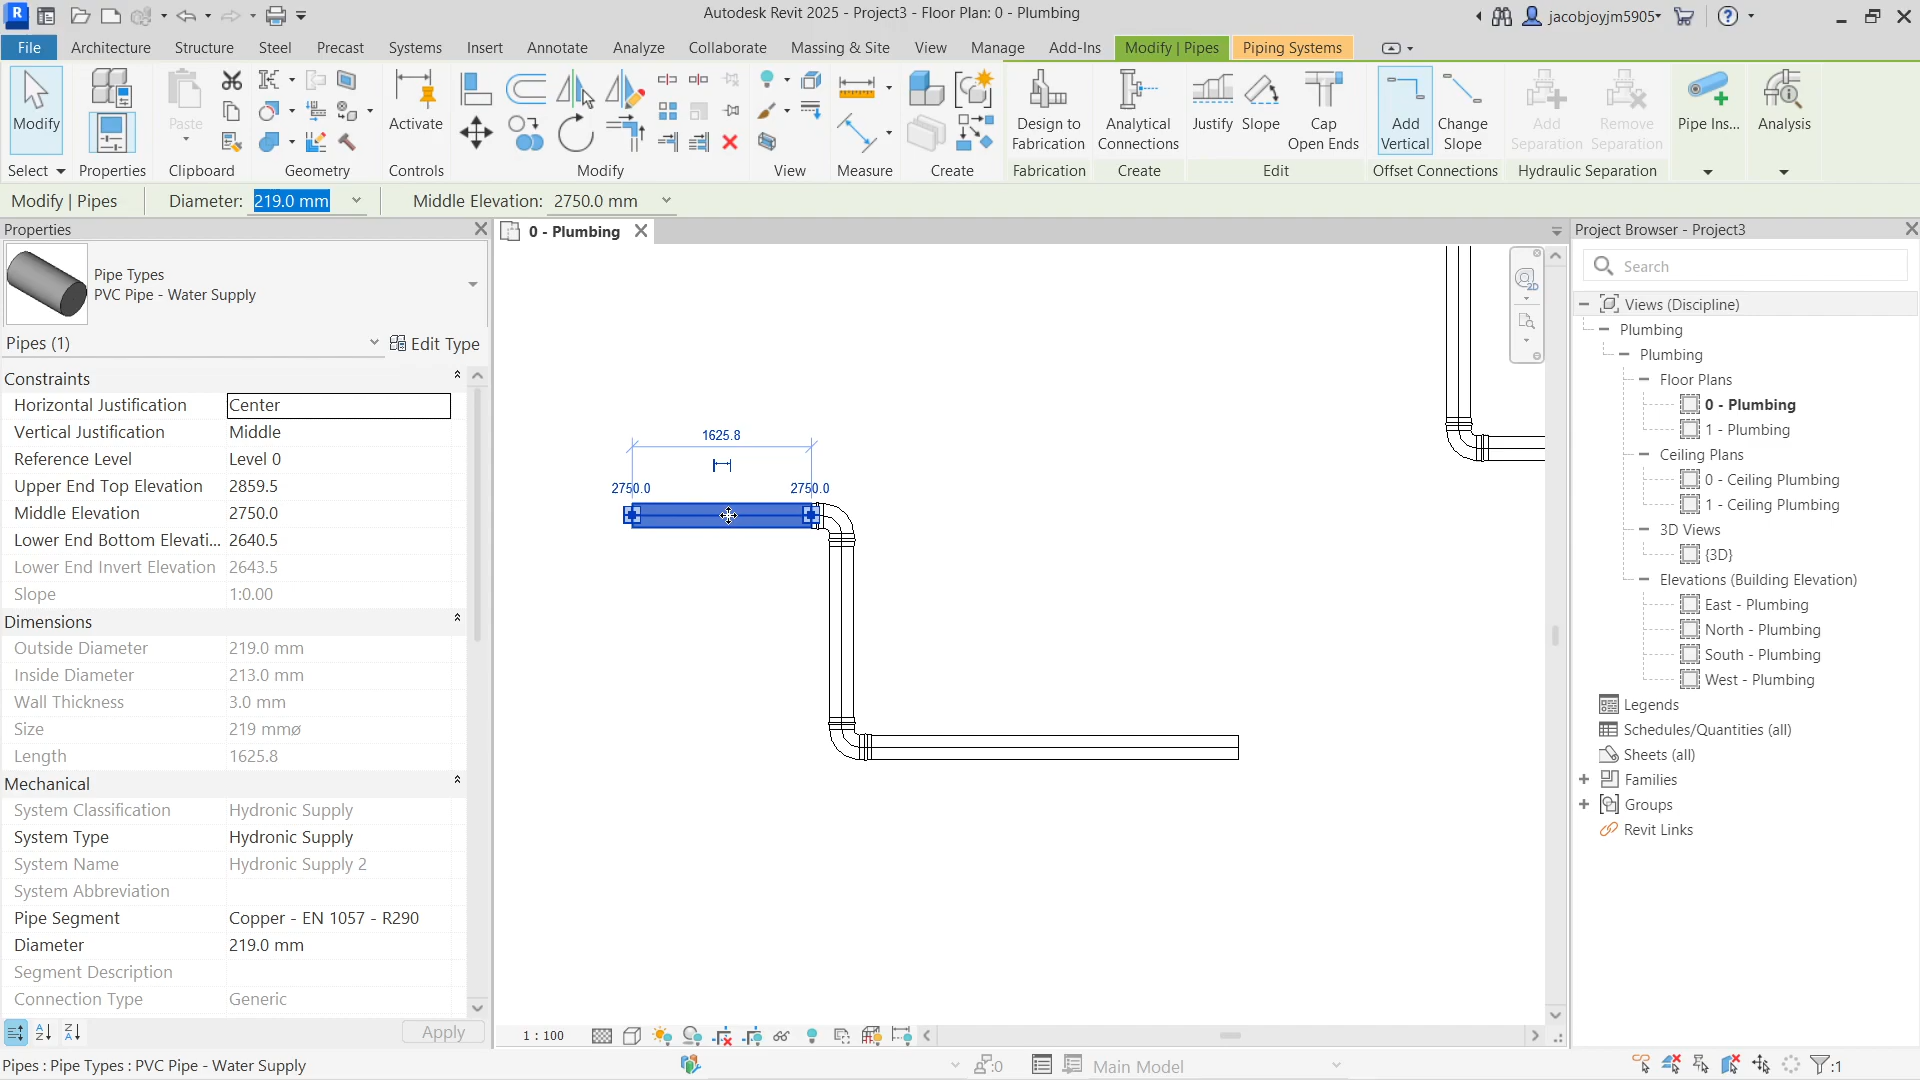 Autodesk Revit 2025 - Project3 - Floor Plan: 0 - Plumbing
jacobjoyjm5905
File Architecture Structure Steel Precast Systems Insert Annotate Analyze Collaborate Massing & Site View Manage Add-Ins Modify | Pipes Piping Systems
Modify
Paste
Activate
Design to Fabrication
Analytical Connections
Justify
Slope
Cap Open Ends
Add Vertical
Change Slope
Add Separation
Remove Separation
Pipe Ins...
Analysis
Select Properties Clipboard Geometry Controls Modify View Measure Create Fabrication Create Edit Offset Connections Hydraulic Separation
Modify | Pipes Diameter: 219.0 mm Middle Elevation: 2750.0 mm
Properties
Pipe Types
PVC Pipe - Water Supply
Pipes (1) Edit Type
Constraints
Horizontal Justification Center
Vertical Justification Middle
Reference Level Level 0
Upper End Top Elevation 2859.5
Middle Elevation 2750.0
Lower End Bottom Elevati... 2640.5
Lower End Invert Elevation 2643.5
Slope 1:0.00
Dimensions
Outside Diameter 219.0 mm
Inside Diameter 213.0 mm
Wall Thickness 3.0 mm
Size 219 mmø
Length 1625.8
Mechanical
System Classification Hydronic Supply
System Type Hydronic Supply
System Name Hydronic Supply 2
System Abbreviation
Pipe Segment Copper - EN 1057 - R290
Diameter 219.0 mm
Segment Description
Connection Type Generic
Apply
0 - Plumbing
1625.8
2750.0 2750.0
2D
1 : 100
Project Browser - Project3
Search
Views (Discipline)
Plumbing
Plumbing
Floor Plans
0 - Plumbing
1 - Plumbing
Ceiling Plans
0 - Ceiling Plumbing
1 - Ceiling Plumbing
3D Views
{3D}
Elevations (Building Elevation)
East - Plumbing
North - Plumbing
South - Plumbing
West - Plumbing
Legends
Schedules/Quantities (all)
Sheets (all)
Families
Groups
Revit Links
Pipes : Pipe Types : PVC Pipe - Water Supply :0 Main Model :1